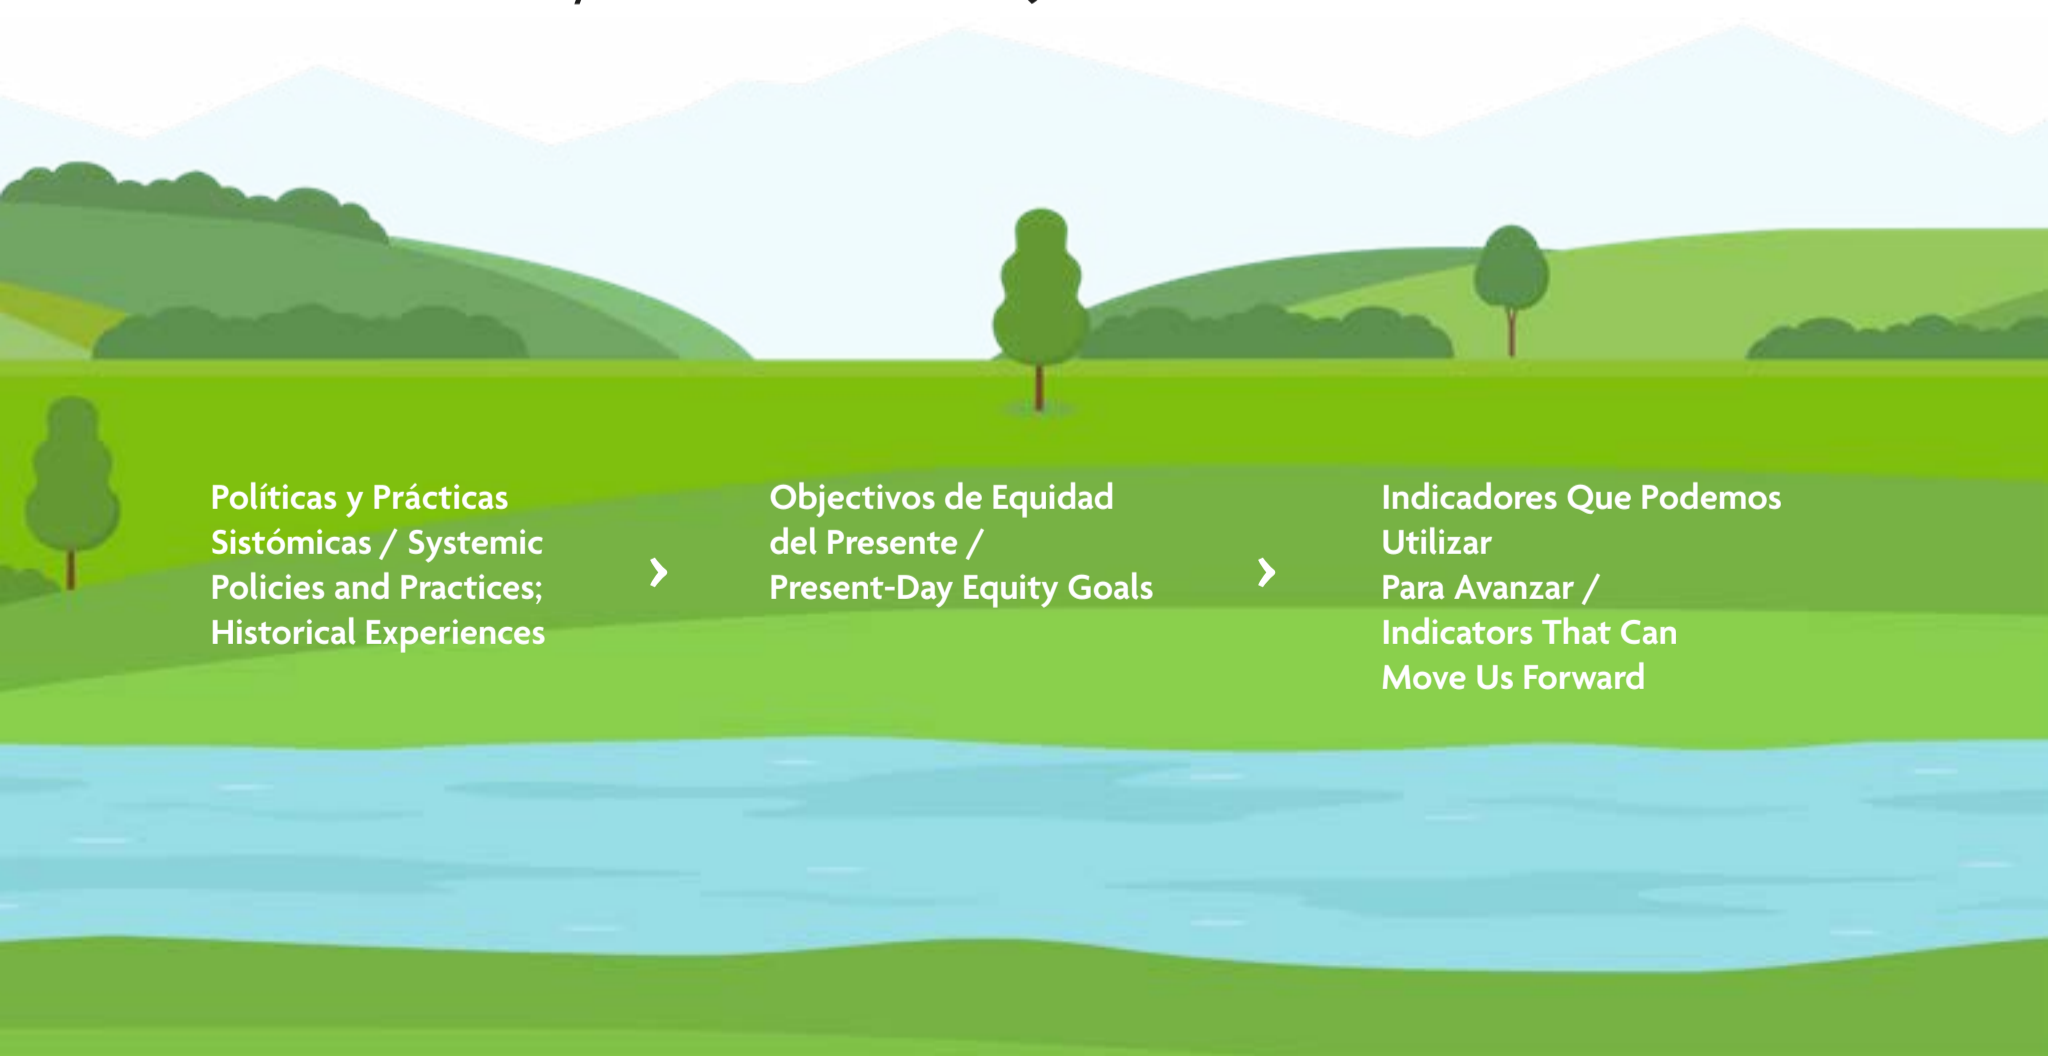 Políticas y Prácticas
Sistómicas / Systemic
Policies and Practices;
Historical Experiences
›
Objectivos de Equidad
del Presente /
Present-Day Equity Goals
›
Indicadores Que Podemos
Utilizar
Para Avanzar /
Indicators That Can
Move Us Forward